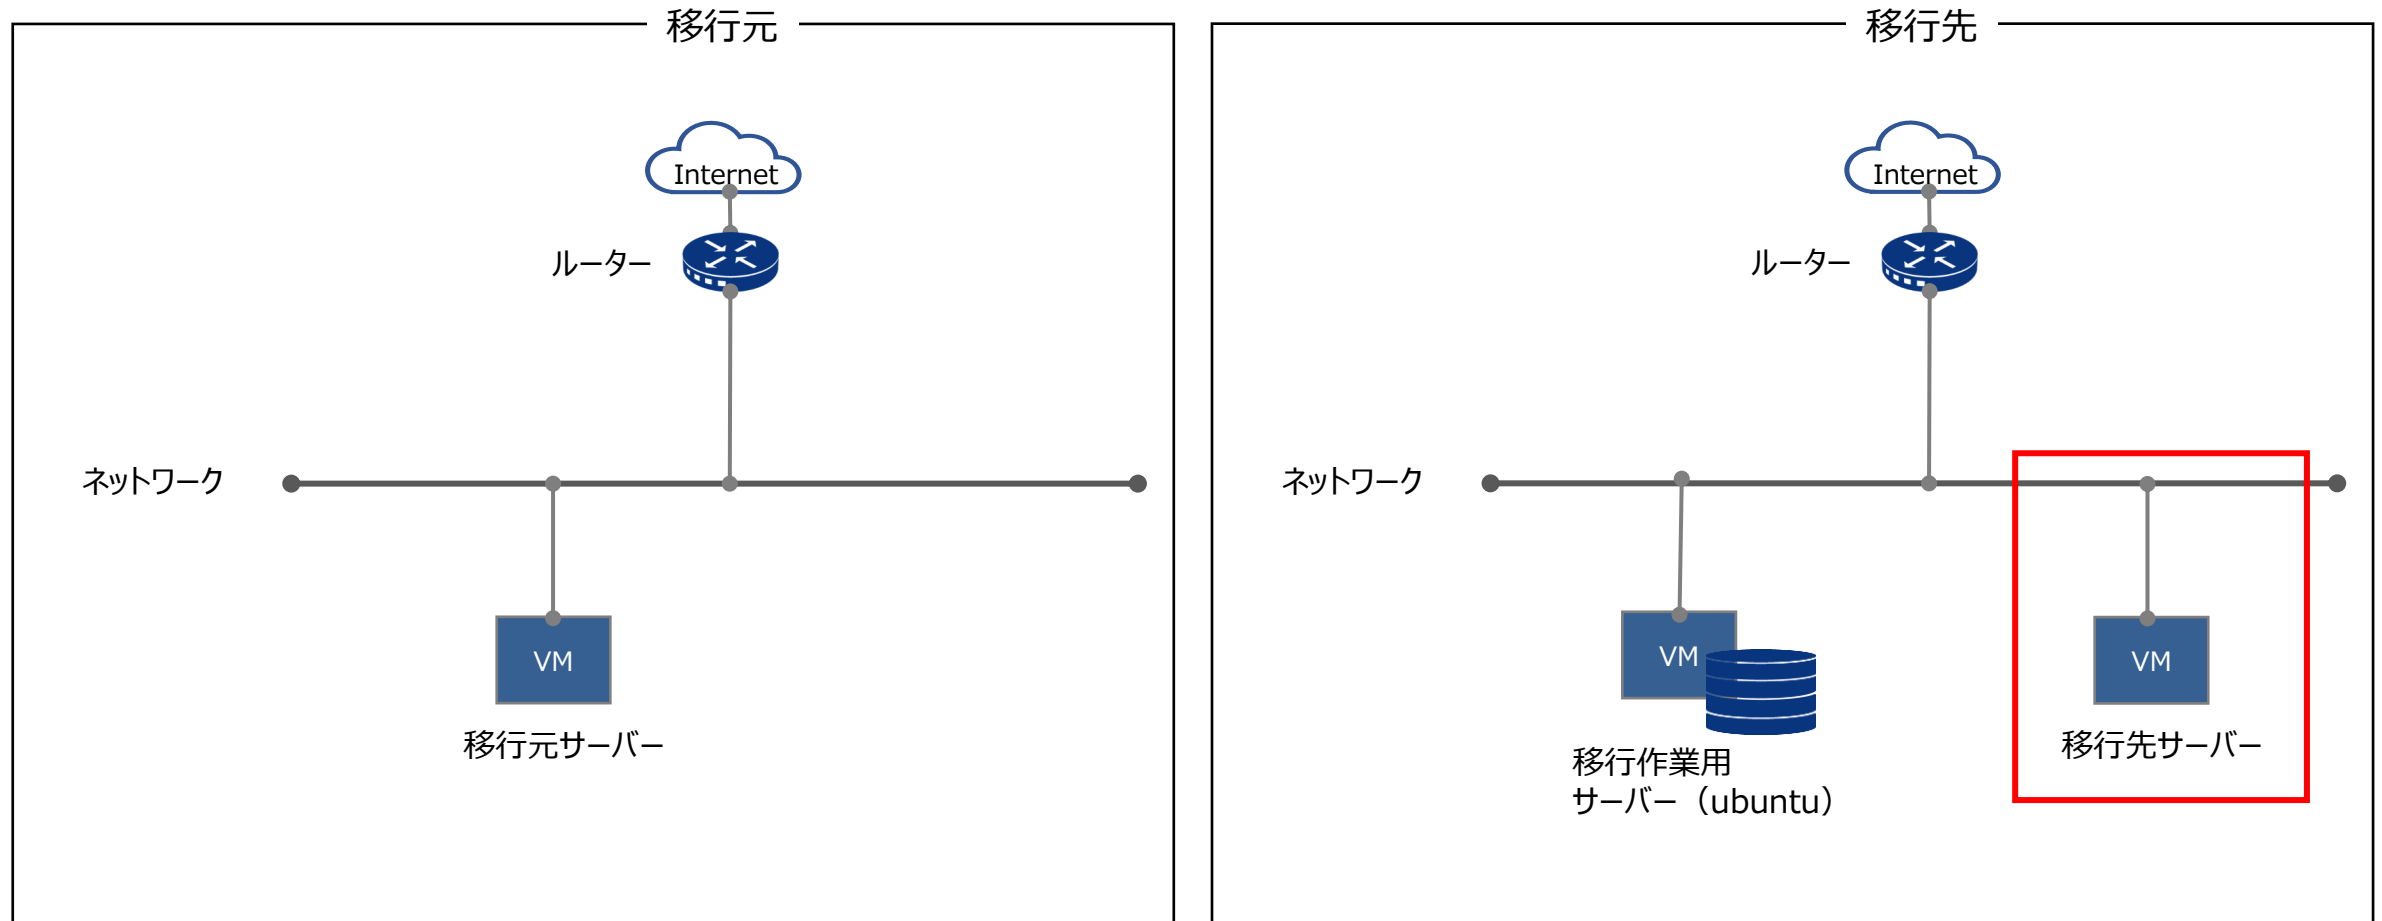 移行元
Internet
ルーター
ネットワーク
VM
移行元サーバー
移行先
Internet
ルーター
ネットワーク
VM
移行作業用
サーバー（ubuntu）
VM
移行先サーバー